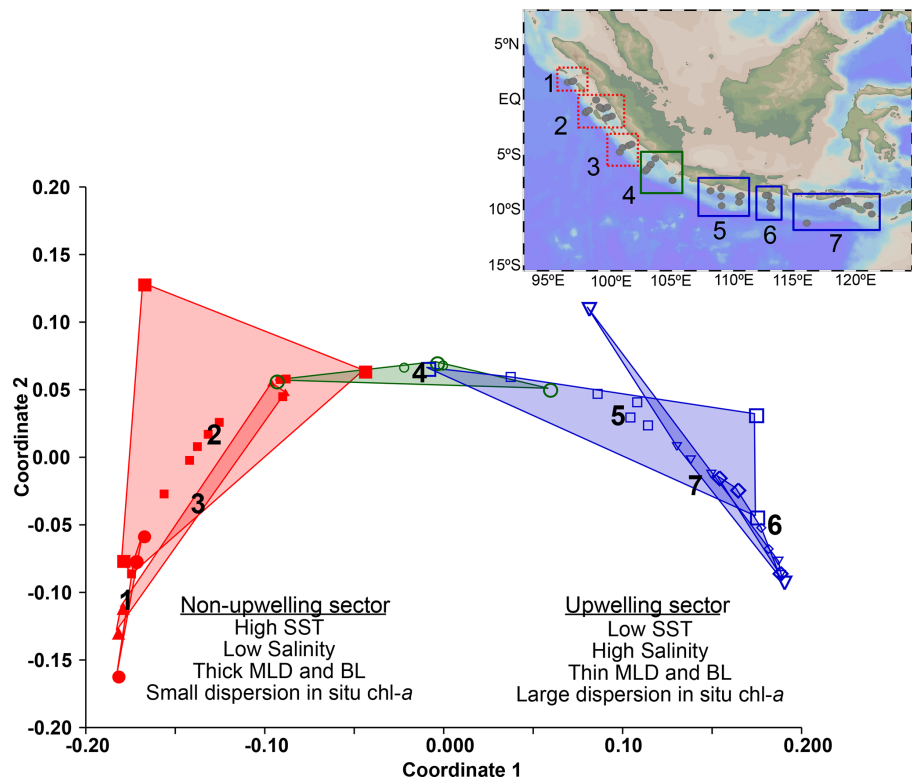 5ºN
EQ
5ºS
10ºS
15ºS
95ºE 100ºE 105ºE 110ºE 115ºE 120ºE
1
2
3
4
5
6
7
0.20
0.15
0.10
0.05
0.00
-0.05
-0.10
-0.15
-0.20
Coordinate 2
4
5
2
7
3
6
1
Non-upwelling sector
High SST
Low Salinity
Thick MLD and BL
Small dispersion in situ chl-a
Upwelling sector
Low SST
High Salinity
Thin MLD and BL
Large dispersion in situ chl-a
-0.20 -0.10 0.000 0.10 0.200
Coordinate 1